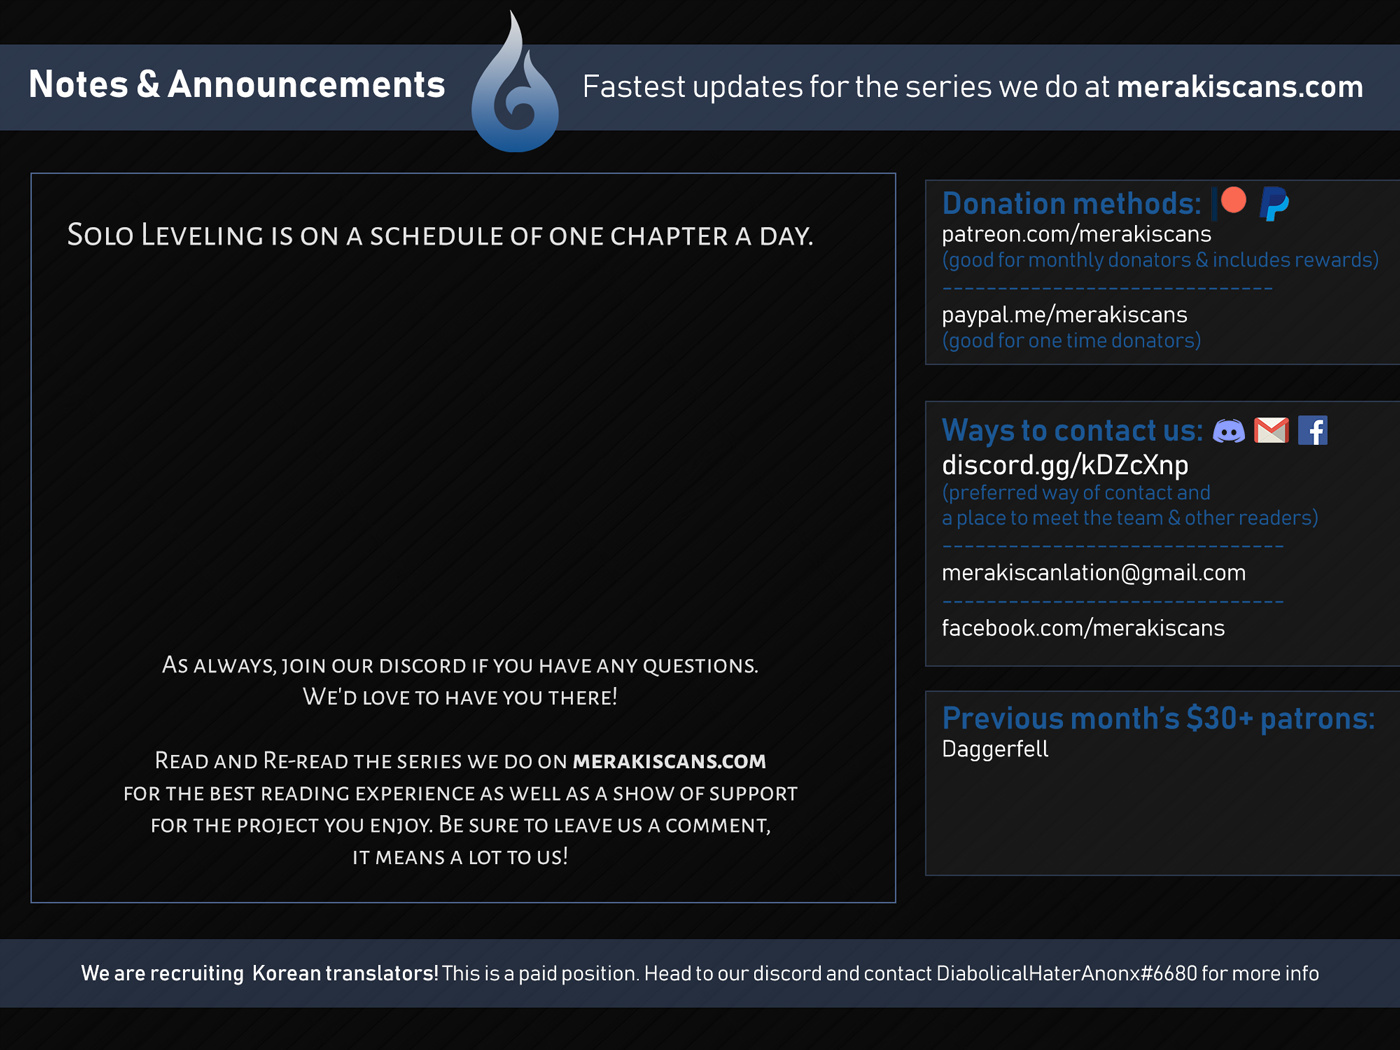 Notes & Announcements
Fastest updates for the series we do at merakiscans.com
Solo Leveling is on a schedule of one chapter a day.
As always, join our discord if you have any questions.
We'd love to have you there!
Read and Re-read the series we do on merakiscans.com
for the best reading experience as well as a show of support
for the project you enjoy. Be sure to leave us a comment,
it means a lot to us!
Donation methods:
patreon.com/merakiscans
(good for monthly donators & includes rewards)
------------------------------
paypal.me/merakiscans
(good for one time donators)
Ways to contact us:
discord.gg/kDZcXnp
(preferred way of contact and
a place to meet the team & other readers)
-------------------------------
merakiscanlation@gmail.com
-------------------------------
facebook.com/merakiscans
Previous month's $30+ patrons:
Daggerfell
We are recruiting  Korean translators! This is a paid position. Head to our discord and contact DiabolicalHaterAnonx#6680 for more info